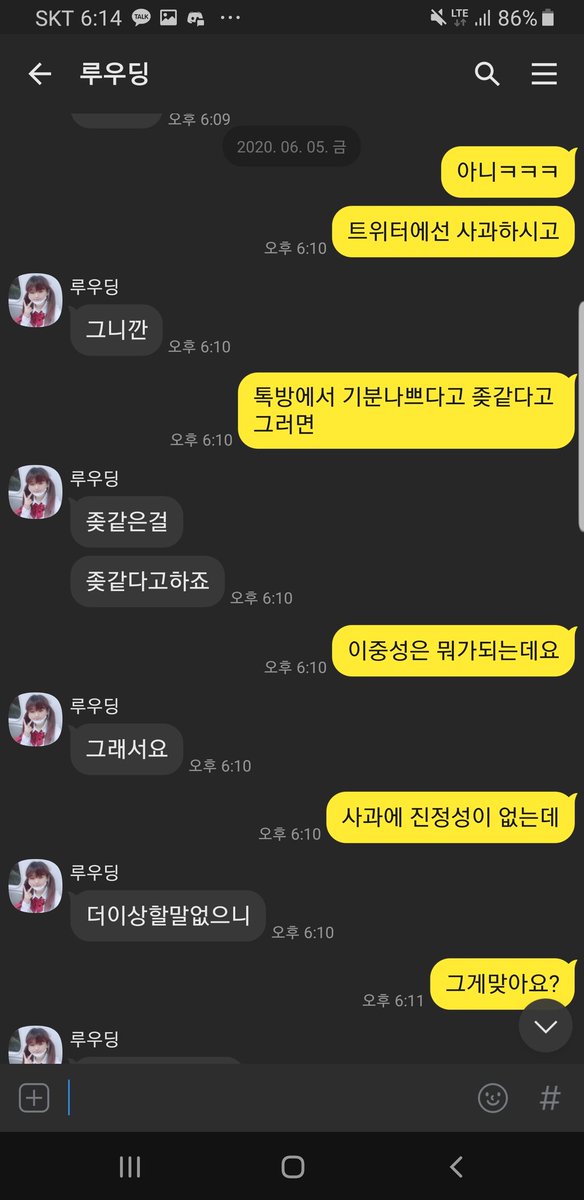 SKT 6:14 TALK LTE 86%
루우딩
오후 6:09
2020. 06. 05. 금
아니ㅋㅋㅋ
트위터에선 사과하시고
오후 6:10
루우딩
그니깐
오후 6:10
톡방에서 기분나쁘다고 좆같다고
그러면
오후 6:10
루우딩
좆같은걸
좆같다고하죠
오후 6:10
이중성은 뭐가되는데요
오후 6:10
루우딩
그래서요
오후 6:10
사과에 진정성이 없는데
오후 6:10
루우딩
더이상할말없으니
오후 6:10
그게맞아요?
오후 6:11
루우딩
#